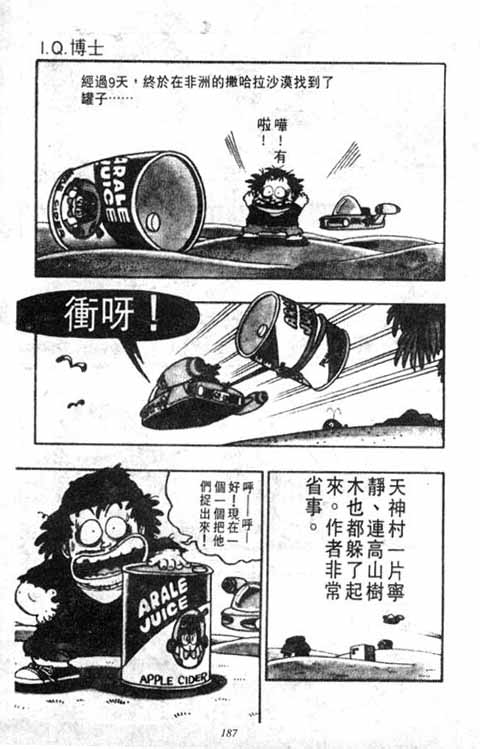 I.Q.博士
經過9天，終於在非洲的撒哈拉沙漠找到了
罐子……
嘩！有
啦！
ARALE
JUICE
衝呀！
ARALE
JUICE
天神村一片寧
靜、連高山樹
木也都躲了起
來。作者非常
省事。
呼——呼—
好！現在一
個一個把他
們捉出來！
ARALE
JUICE
APPLE CIDER
187